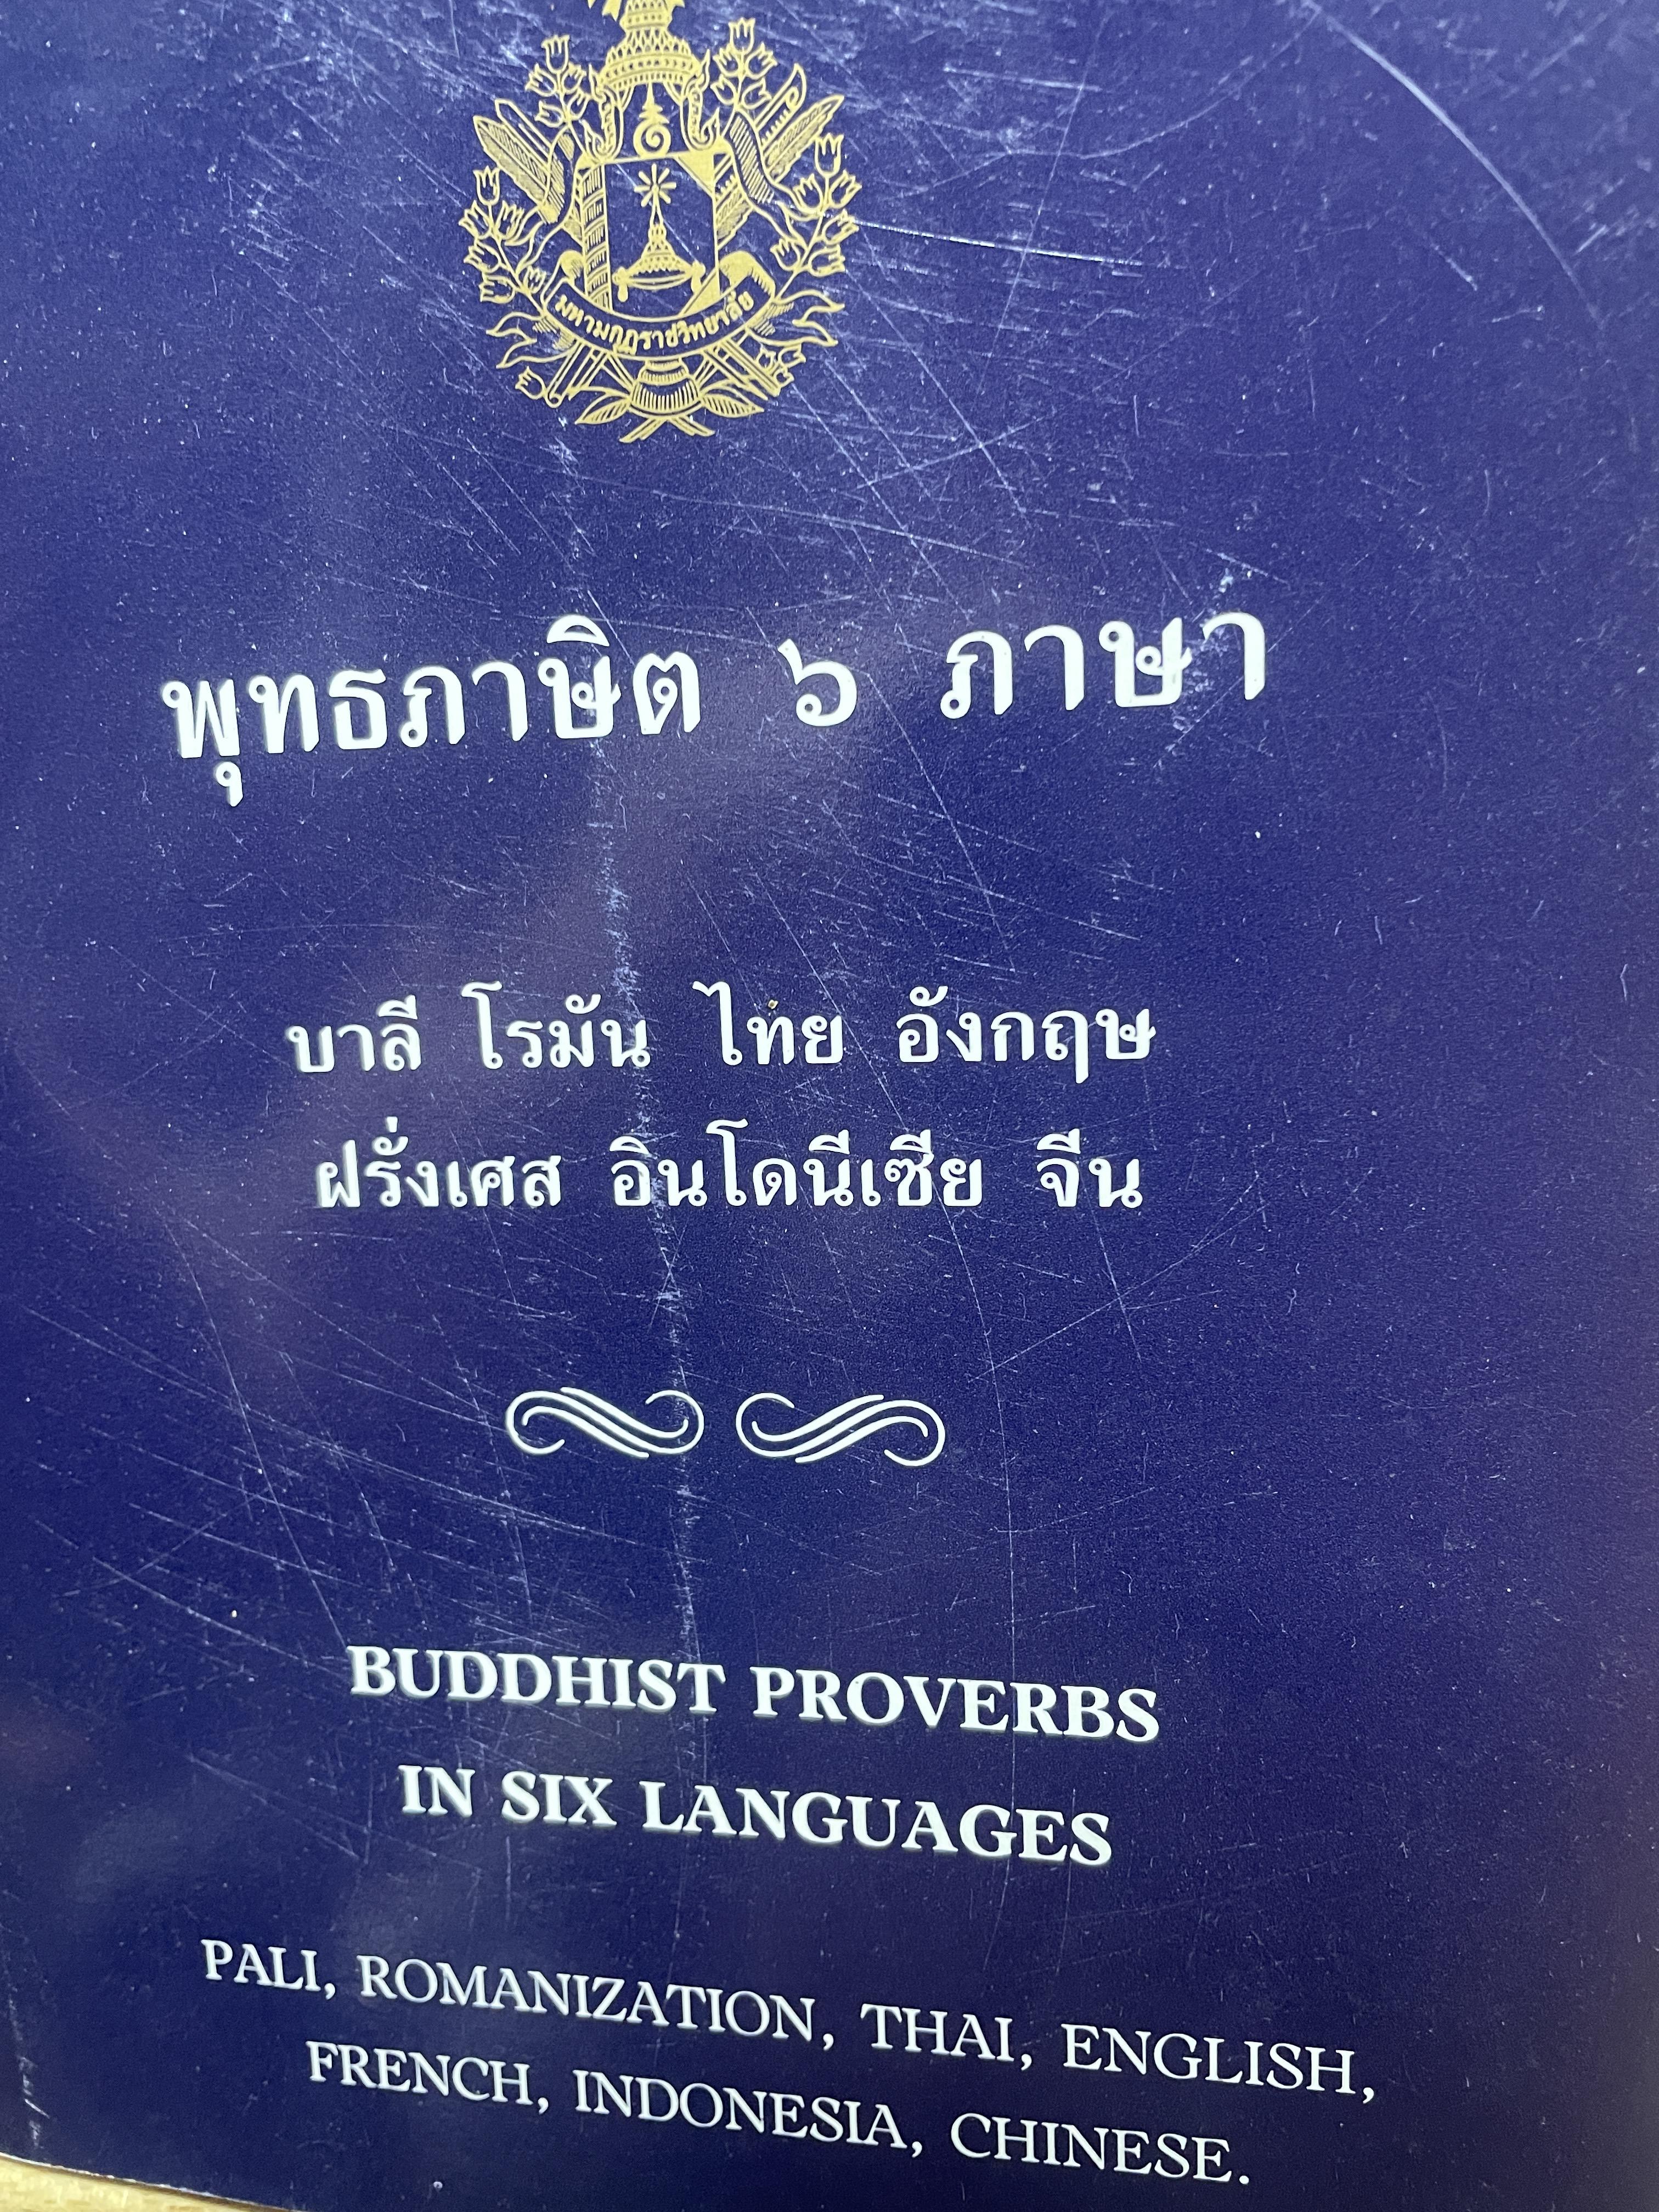 มหามกุฏราชวิทยาลัย
พุทธภาษิต ๖ ภาษา
บาลี โรมัน ไทย อังกฤษ
ฝรั่งเศส อินโดนีเซีย จีน
BUDDHIST PROVERBS
IN SIX LANGUAGES
PALI, ROMANIZATION, THAI, ENGLISH,
FRENCH, INDONESIA, CHINESE.